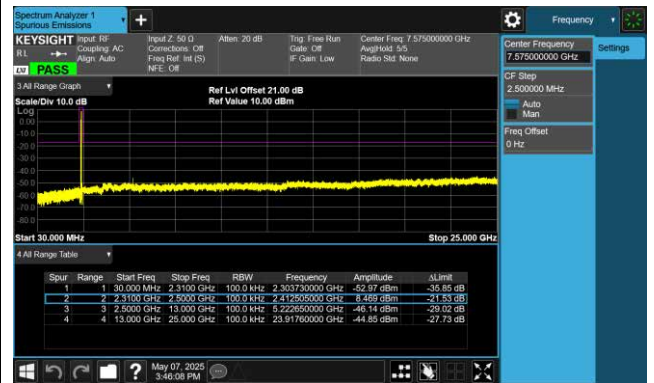 Spectrum Analyzer 1
Spurious Emissions
+
Frequency
KEYSIGHT Input: RF Input Z: 50 Ω Atten: 20 dB Trig: Free Run Center Freq: 7.575000000 GHz
RL Coupling: AC Corrections: Off Gate: Off Avg|Hold: 5/5
Align: Auto Freq Ref: Int (S) IF Gain: Low Radio Std: None
LXI PASS NFE: Off
Center Frequency
7.575000000 GHz
Settings
CF Step
2.500000 MHz
Auto
Man
Freq Offset
0 Hz
3 All Range Graph
Ref Lvl Offset 21.00 dB
Scale/Div 10.0 dB Ref Value 10.00 dBm
Log
0.00
-10.0
-20.0
-30.0
-40.0
-50.0
-60.0
-70.0
-80.0
Start 30.000 MHz Stop 25.000 GHz
4 All Range Table
Spur Range Start Freq Stop Freq RBW Frequency Amplitude ΔLimit
1 1 30.000 MHz 2.3100 GHz 100.0 kHz 2.303730000 GHz -52.97 dBm -35.85 dB
2 2 2.3100 GHz 2.5000 GHz 100.0 kHz 2.412505000 GHz 8.469 dBm -21.53 dB
3 3 2.5000 GHz 13.000 GHz 100.0 kHz 5.222650000 GHz -46.14 dBm -29.02 dB
4 4 13.000 GHz 25.000 GHz 100.0 kHz 23.91760000 GHz -44.85 dBm -27.73 dB
?
May 07, 2025
3:46:08 PM